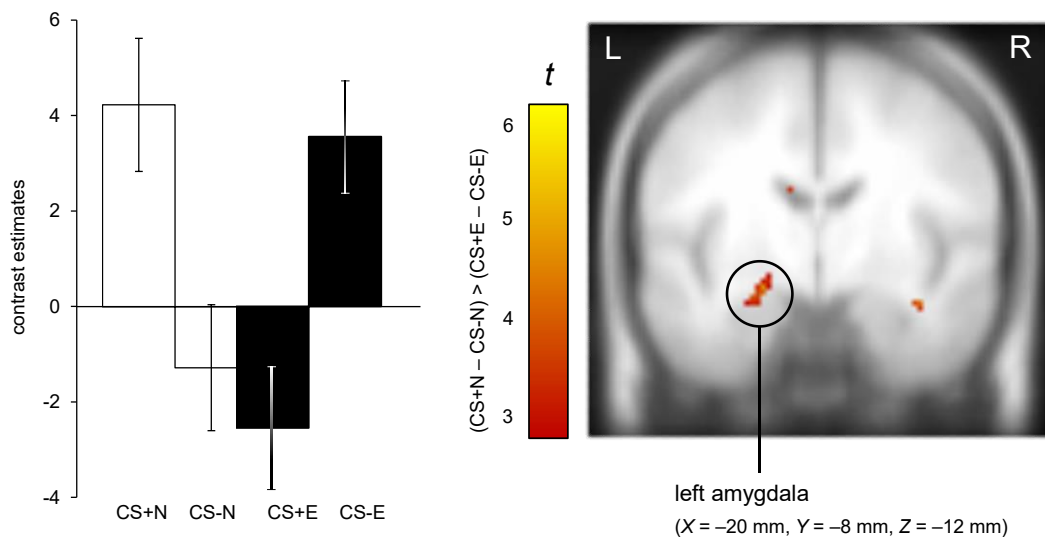 6
4
2
0
-2
-4
contrast estimates
CS+N CS-N CS+E CS-E
t
6
5
4
3
(CS+N – CS-N) > (CS+E – CS-E)
L R
left amygdala
(X = –20 mm, Y = –8 mm, Z = –12 mm)